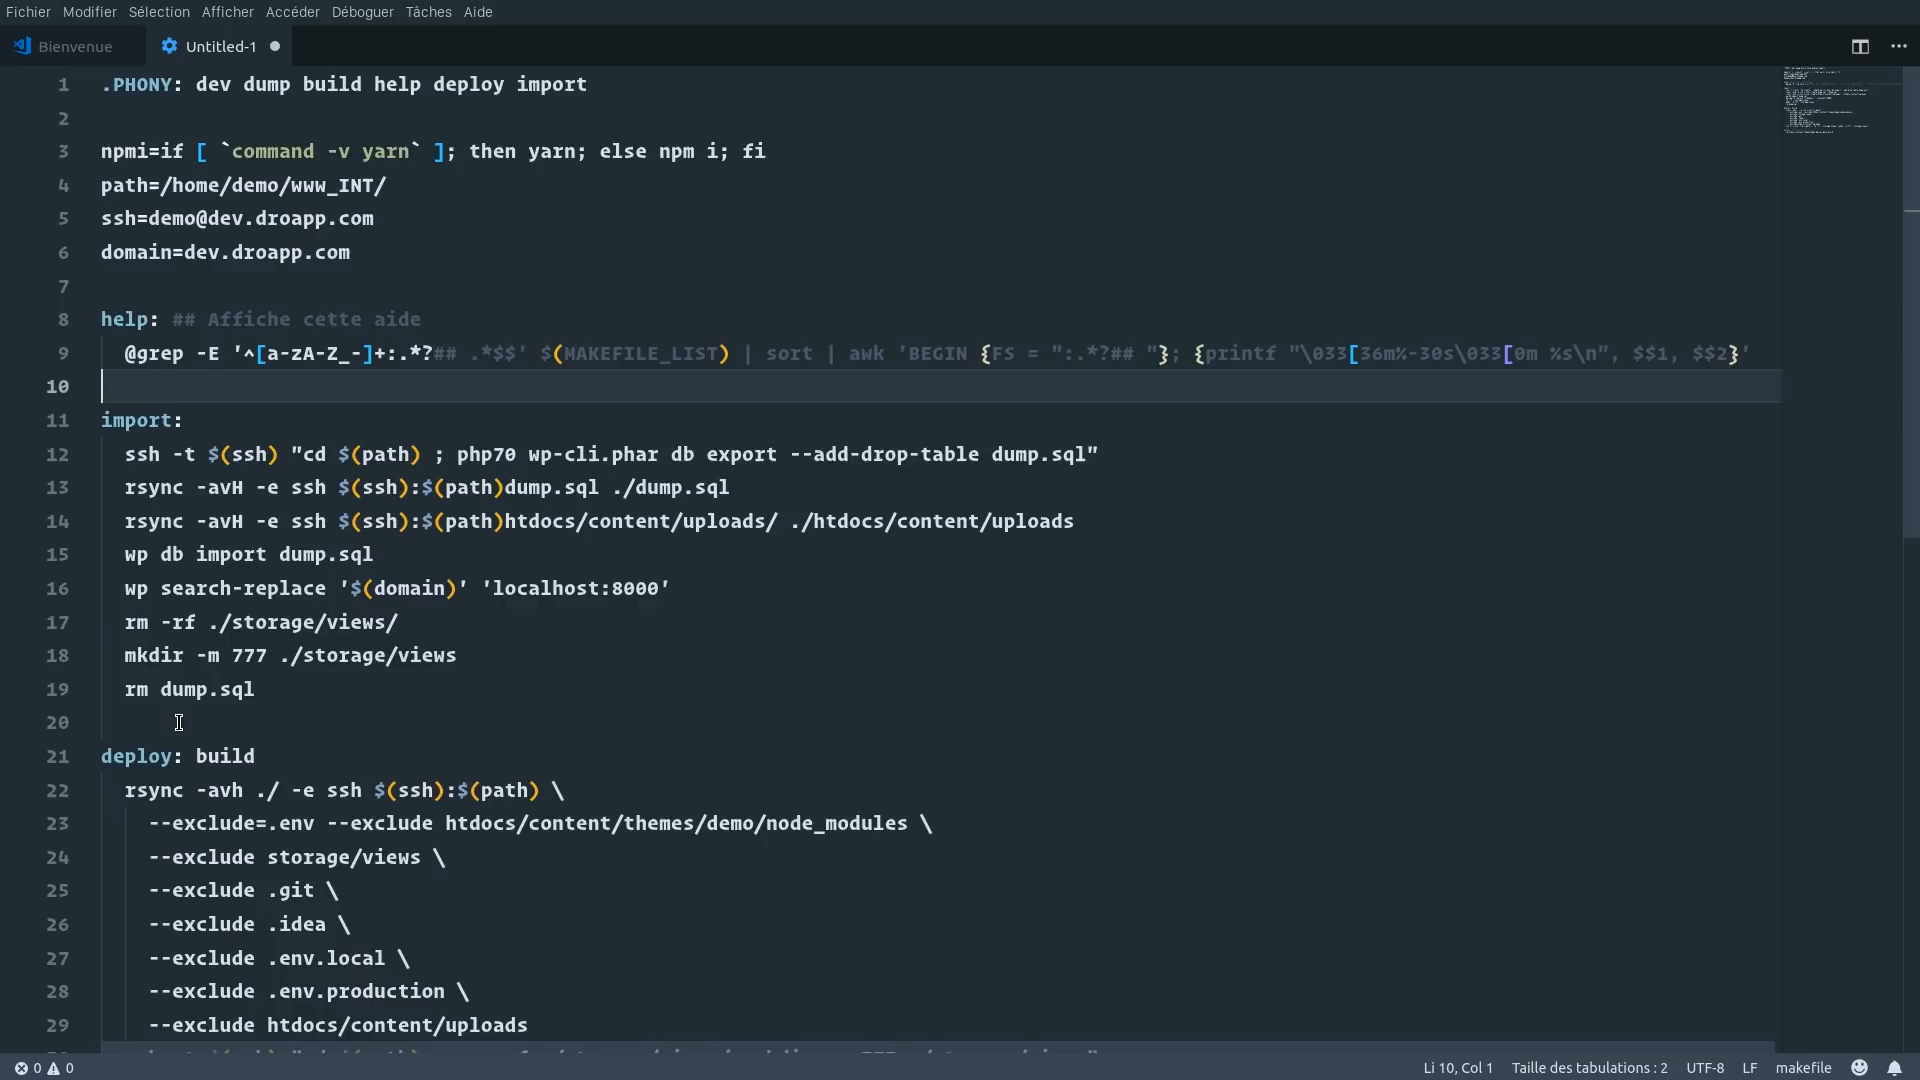 Fichier Modifier Sélection Afficher Accéder Déboguer Tâches Aide
Bienvenue Untitled-1
1 .PHONY: dev dump build help deploy import
2
3 npmi=if [ `command -v yarn` ]; then yarn; else npm i; fi
4 path=/home/demo/www_INT/
5 ssh=demo@dev.droapp.com
6 domain=dev.droapp.com
7
8 help: ## Affiche cette aide
9 @grep -E '^[a-zA-Z_-]+:.*?## .*$$' $(MAKEFILE_LIST) | sort | awk 'BEGIN {FS = ":.*?## "}; {printf "\033[36m%-30s\033[0m %s\n", $$1, $$2}'
10
11 import:
12 ssh -t $(ssh) "cd $(path) ; php70 wp-cli.phar db export --add-drop-table dump.sql"
13 rsync -avH -e ssh $(ssh):$(path)dump.sql ./dump.sql
14 rsync -avH -e ssh $(ssh):$(path)htdocs/content/uploads/ ./htdocs/content/uploads
15 wp db import dump.sql
16 wp search-replace '$(domain)' 'localhost:8000'
17 rm -rf ./storage/views/
18 mkdir -m 777 ./storage/views
19 rm dump.sql
20
21 deploy: build
22 rsync -avh ./ -e ssh $(ssh):$(path) \
23 --exclude=.env --exclude htdocs/content/themes/demo/node_modules \
24 --exclude storage/views \
25 --exclude .git \
26 --exclude .idea \
27 --exclude .env.local \
28 --exclude .env.production \
29 --exclude htdocs/content/uploads
0 0 Li 10, Col 1 Taille des tabulations : 2 UTF-8 LF makefile